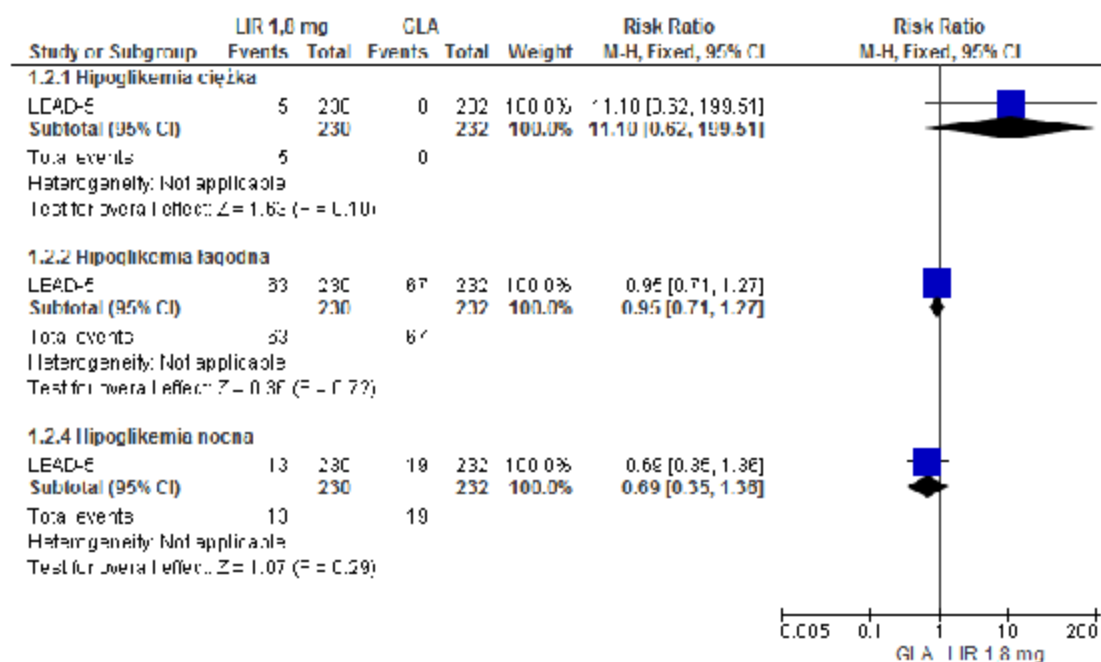 LIR 1,8 mg GLA Risk Ratio Risk Ratio
Study or Subgroup Events Total Events Total Weight M-H, Fixed, 95% CI M-H, Fixed, 95% CI
1.2.1 Hipoglikemia ciężka
LEAD-5 5 230 0 232 100.0% 11.10 [0.62, 199.51]
Subtotal (95% CI) 230 232 100.0% 11.10 [0.62, 199.51]
Total events 5 0
Heterogeneity: Not applicable
Test for overall effect: Z = 1.63 (P = 0.10)
1.2.2 Hipoglikemia łagodna
LEAD-5 63 230 67 232 100.0% 0.95 [0.71, 1.27]
Subtotal (95% CI) 230 232 100.0% 0.95 [0.71, 1.27]
Total events 63 67
Heterogeneity: Not applicable
Test for overall effect: Z = 0.36 (P = 0.72)
1.2.4 Hipoglikemia nocna
LEAD-5 13 230 19 232 100.0% 0.69 [0.35, 1.36]
Subtotal (95% CI) 230 232 100.0% 0.69 [0.35, 1.36]
Total events 13 19
Heterogeneity: Not applicable
Test for overall effect: Z = 1.07 (P = 0.29)
0.005 0.1 1 10 200
GLA LIR 1.8 mg